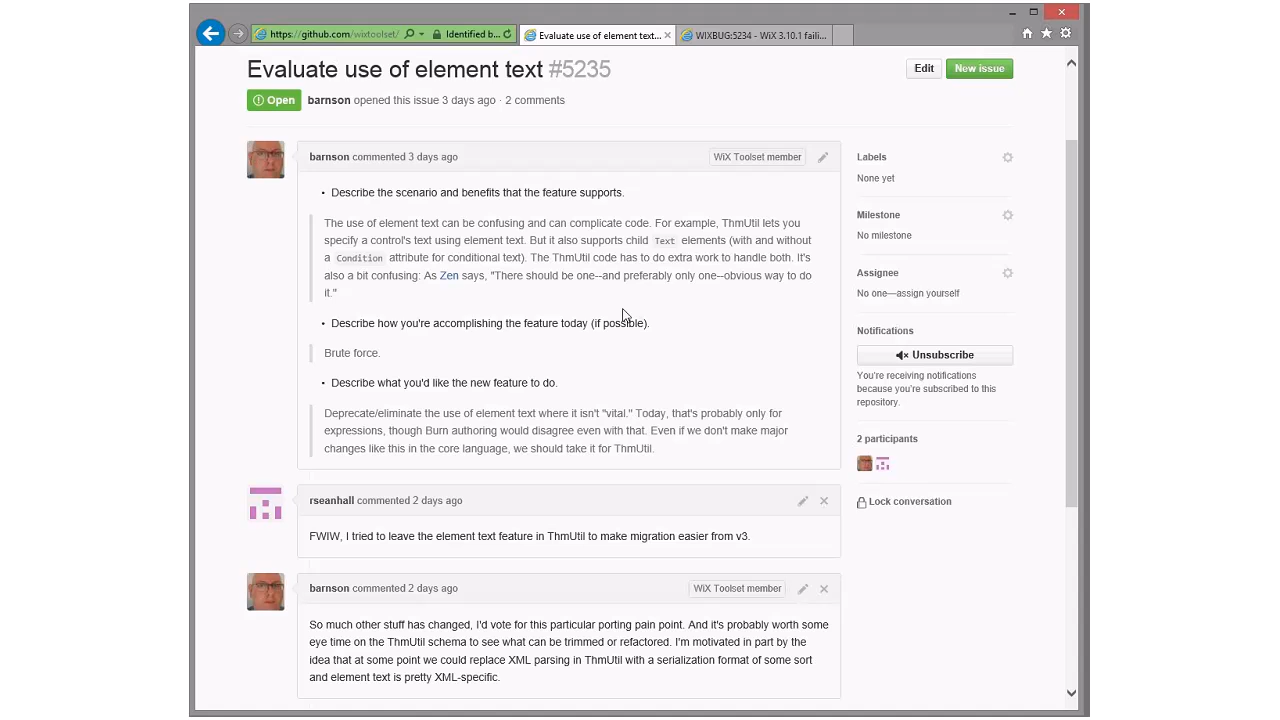 https://github.com/wixtoolset/ Identified b... Evaluate use of element text... × WIXBUG:5234 - WiX 3.10.1 faili...
Evaluate use of element text #5235
Edit
New issue
Open
barnson opened this issue 3 days ago · 2 comments
barnson commented 3 days ago
WiX Toolset member
• Describe the scenario and benefits that the feature supports.
The use of element text can be confusing and can complicate code. For example, ThmUtil lets you
specify a control's text using element text. But it also supports child Text elements (with and without
a Condition attribute for conditional text). The ThmUtil code has to do extra work to handle both. It's
also a bit confusing: As Zen says, "There should be one--and preferably only one--obvious way to do
it."
• Describe how you're accomplishing the feature today (if possible).
Brute force.
• Describe what you'd like the new feature to do.
Deprecate/eliminate the use of element text where it isn't "vital." Today, that's probably only for
expressions, though Burn authoring would disagree even with that. Even if we don't make major
changes like this in the core language, we should take it for ThmUtil.
rseanhall commented 2 days ago
FWIW, I tried to leave the element text feature in ThmUtil to make migration easier from v3.
barnson commented 2 days ago
WiX Toolset member
So much other stuff has changed, I'd vote for this particular porting pain point. And it's probably worth some
eye time on the ThmUtil schema to see what can be trimmed or refactored. I'm motivated in part by the
idea that at some point we could replace XML parsing in ThmUtil with a serialization format of some sort
and element text is pretty XML-specific.
Labels
None yet
Milestone
No milestone
Assignee
No one—assign yourself
Notifications
Unsubscribe
You're receiving notifications
because you're subscribed to this
repository.
2 participants
Lock conversation